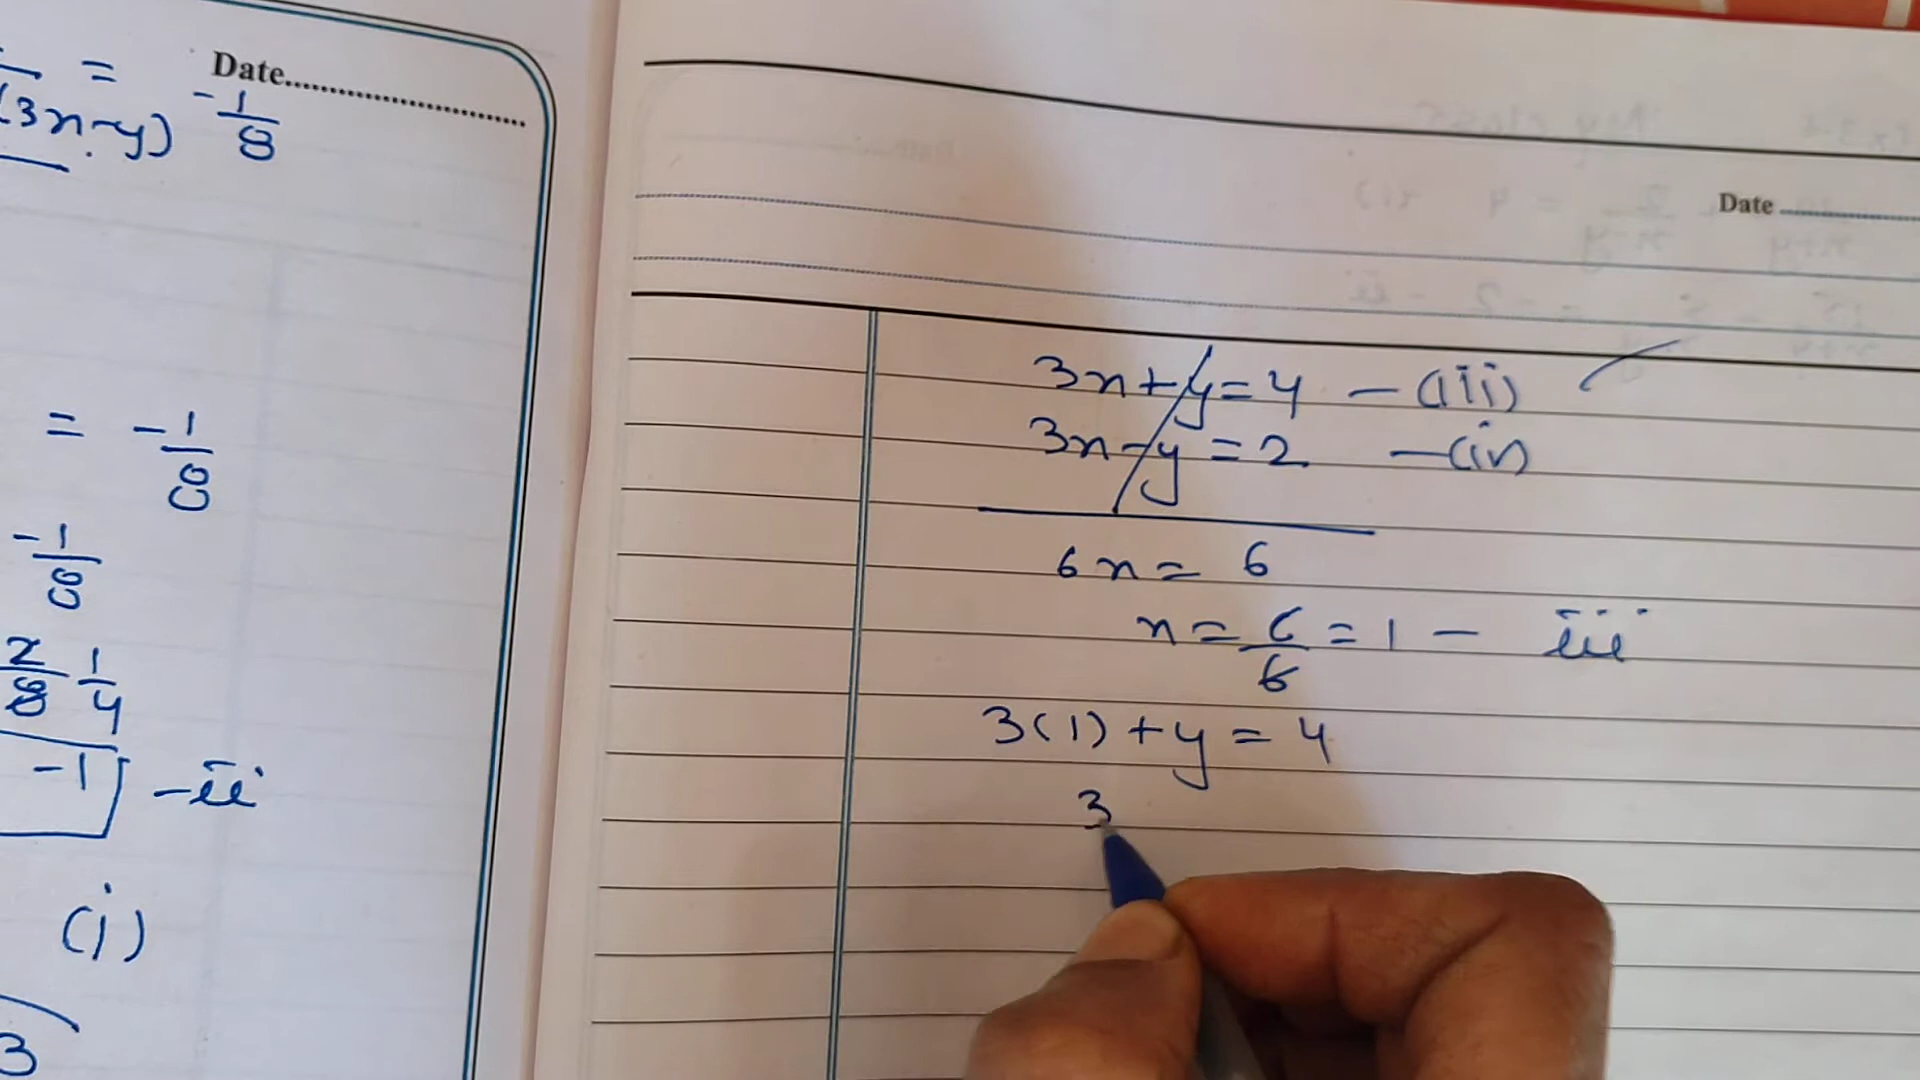 =
Date
(3x-y) -1/8
= -1/8
-1/8
2/8 1/4
-1 -ii
(i)
3
Date
3x+y=4 -(iii)
3x-y=2 -(iv)
6x= 6
x=6/6=1- iii
3(1)+y=4
3